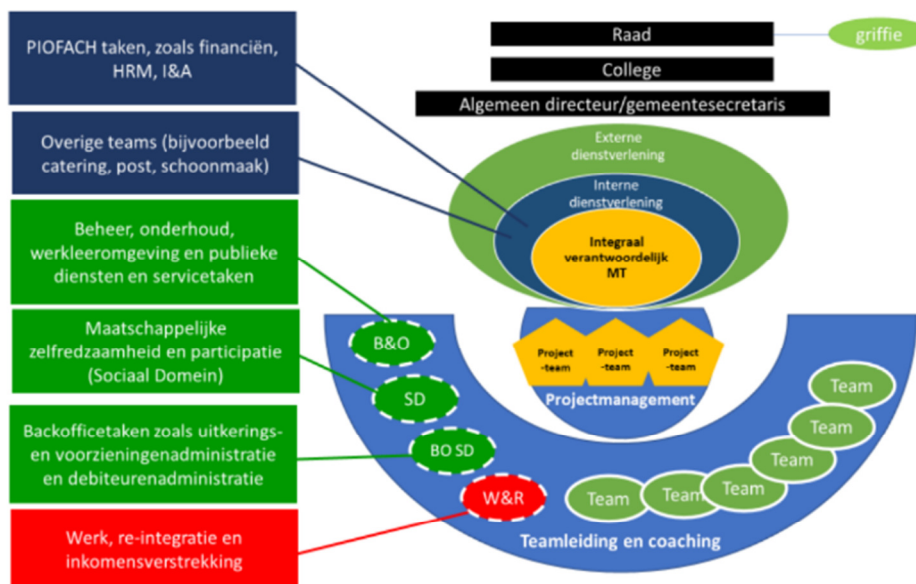 PIOFACH taken, zoals financiën,
HRM, I&A
Overige teams (bijvoorbeeld
catering, post, schoonmaak)
Beheer, onderhoud,
werkleeromgeving en publieke
diensten en servicetaken
Maatschappelijke
zelfredzaamheid en participatie
(Sociaal Domein)
Backofficetaken zoals uitkerings-
en voorzieningenadministratie
en debiteurenadministratie
Werk, re-integratie en
inkomensverstrekking
Raad
griffie
College
Algemeen directeur/gemeentesecretaris
Externe
dienstverlening
Interne
dienstverlening
Integraal
verantwoordelijk
MT
Project
-team
Project
-team
Project
-team
Projectmanagement
B&O
SD
BO SD
W&R
Team
Team
Team
Team
Team
Team
Teamleiding en coaching